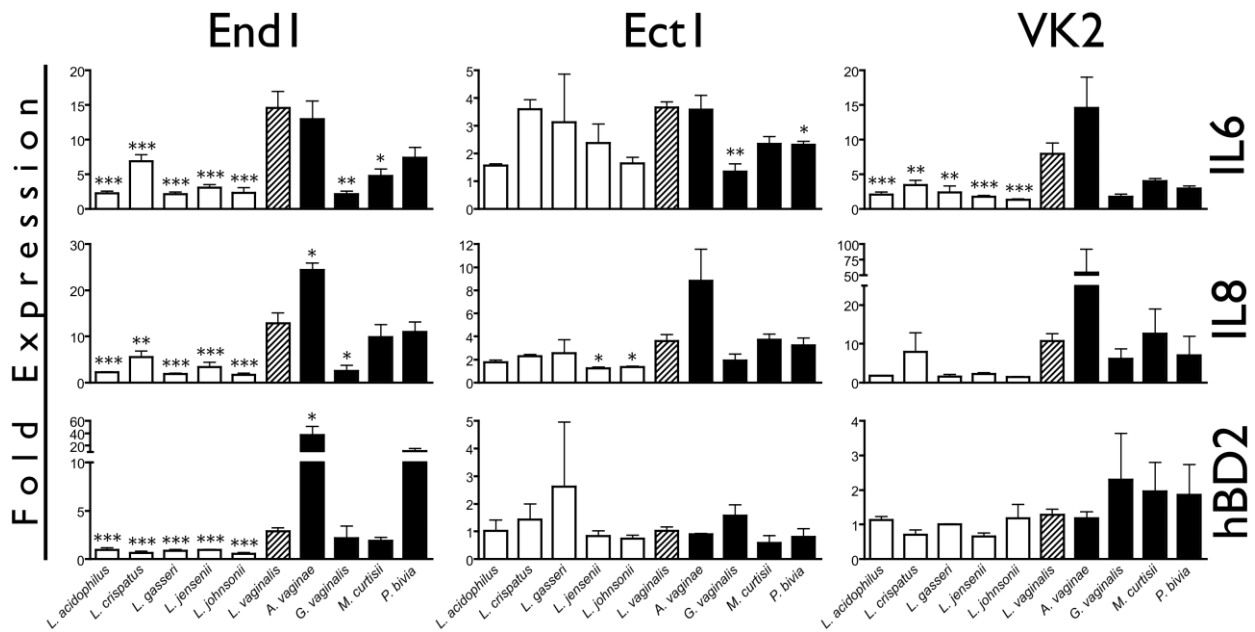 End1 Ect1 VK2
Fold Expression
20 *** *** *** *** *** ** * 5 ** * 20 *** ** ** *** ***
15 4 15
10 3 10
5 2 5
0 1 0
0
IL6
30 *** ** *** *** *** * * 12 * * 100
20 10 75
10 8 50
0 6 20
4 10
2 0
0
IL8
60 *** *** *** *** *** * 5 4
40 4 3
20 3 2
10 2 1
5 1 0
0 0
hBD2
L. acidophilus L. crispatus L. gasseri L. jensenii L. johnsonii L. vaginalis A. vaginae G. vaginalis M. curtisii P. bivia
L. acidophilus L. crispatus L. gasseri L. jensenii L. johnsonii L. vaginalis A. vaginae G. vaginalis M. curtisii P. bivia
L. acidophilus L. crispatus L. gasseri L. jensenii L. johnsonii L. vaginalis A. vaginae G. vaginalis M. curtisii P. bivia